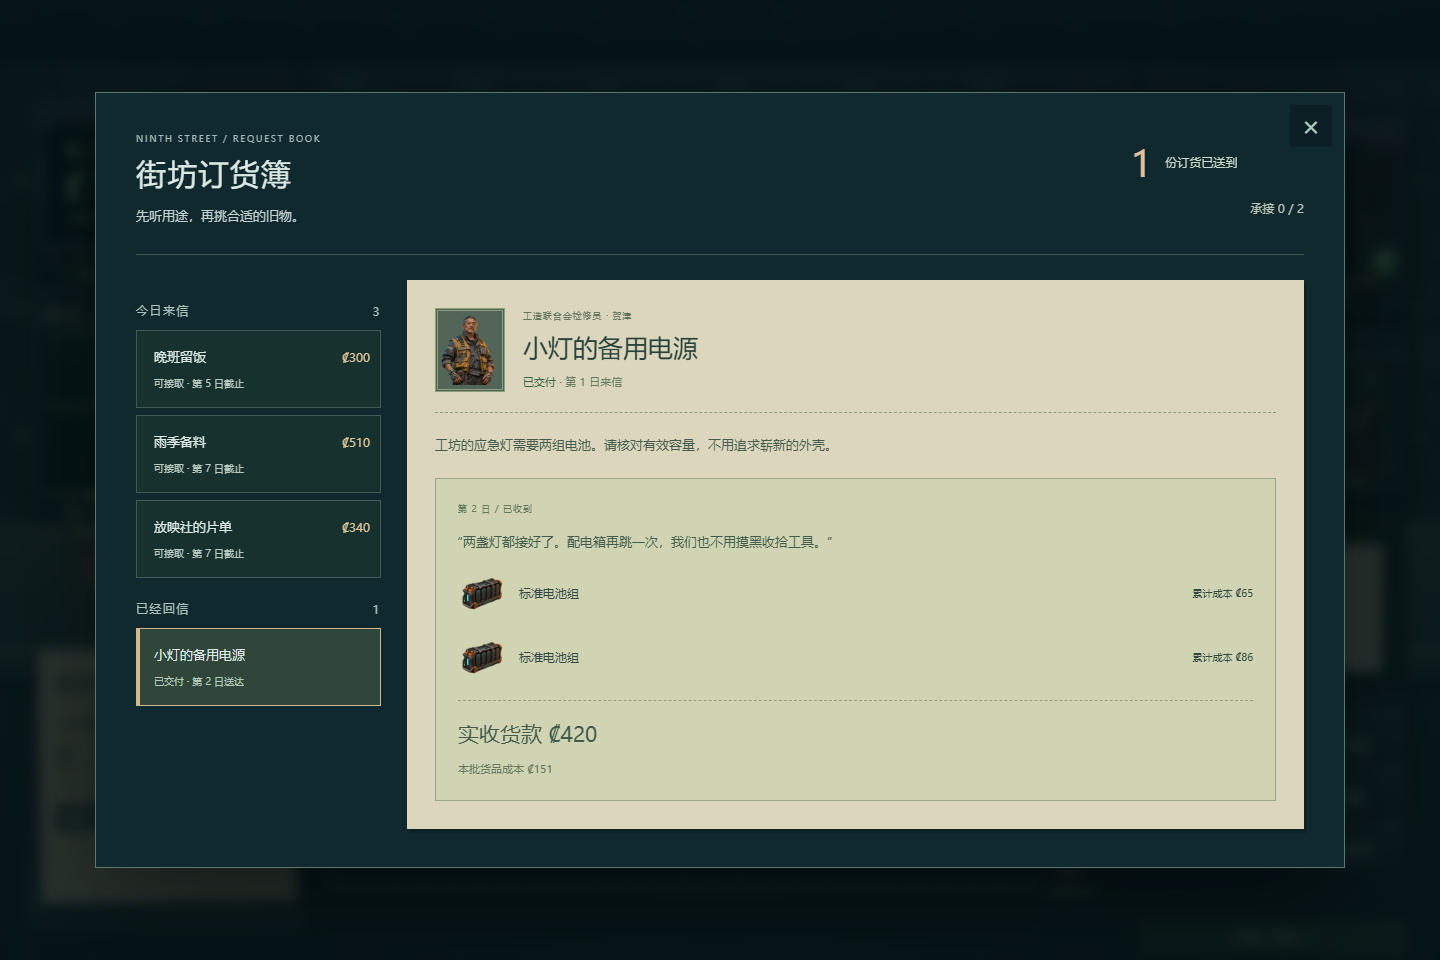 NINTH STREET / REQUEST BOOK
街坊订货簿
先听用途，再挑合适的旧物。
1 份订货已送到
承接 0 / 2
今日来信 3
晚班留饭 ₡300
可接取 · 第 5 日截止
雨季备料 ₡510
可接取 · 第 7 日截止
放映社的片单 ₡340
可接取 · 第 7 日截止
已经回信 1
小灯的备用电源
已交付 · 第 2 日送达
工造联合会检修员 · 贺津
小灯的备用电源
已交付 · 第 1 日来信
工坊的应急灯需要两组电池。请核对有效容量，不用追求崭新的外壳。
第 2 日 / 已收到
“两盏灯都接好了。配电箱再跳一次，我们也不用摸黑收拾工具。”
标准电池组 累计成本 ₡65
标准电池组 累计成本 ₡86
实收货款 ₡420
本批货品成本 ₡151